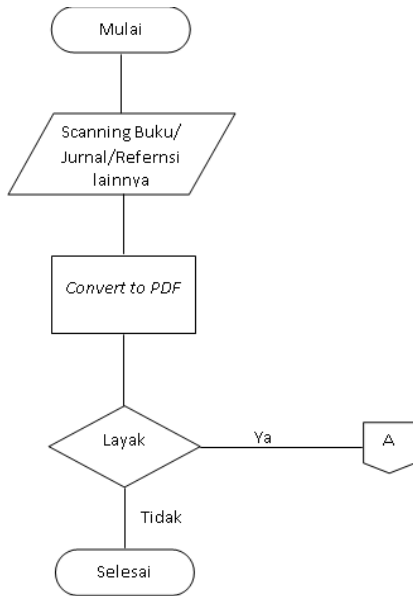 Mulai
Scanning Buku/
Jurnal/Refernsi
lainnya
Convert to PDF
Layak
Ya
A
Tidak
Selesai